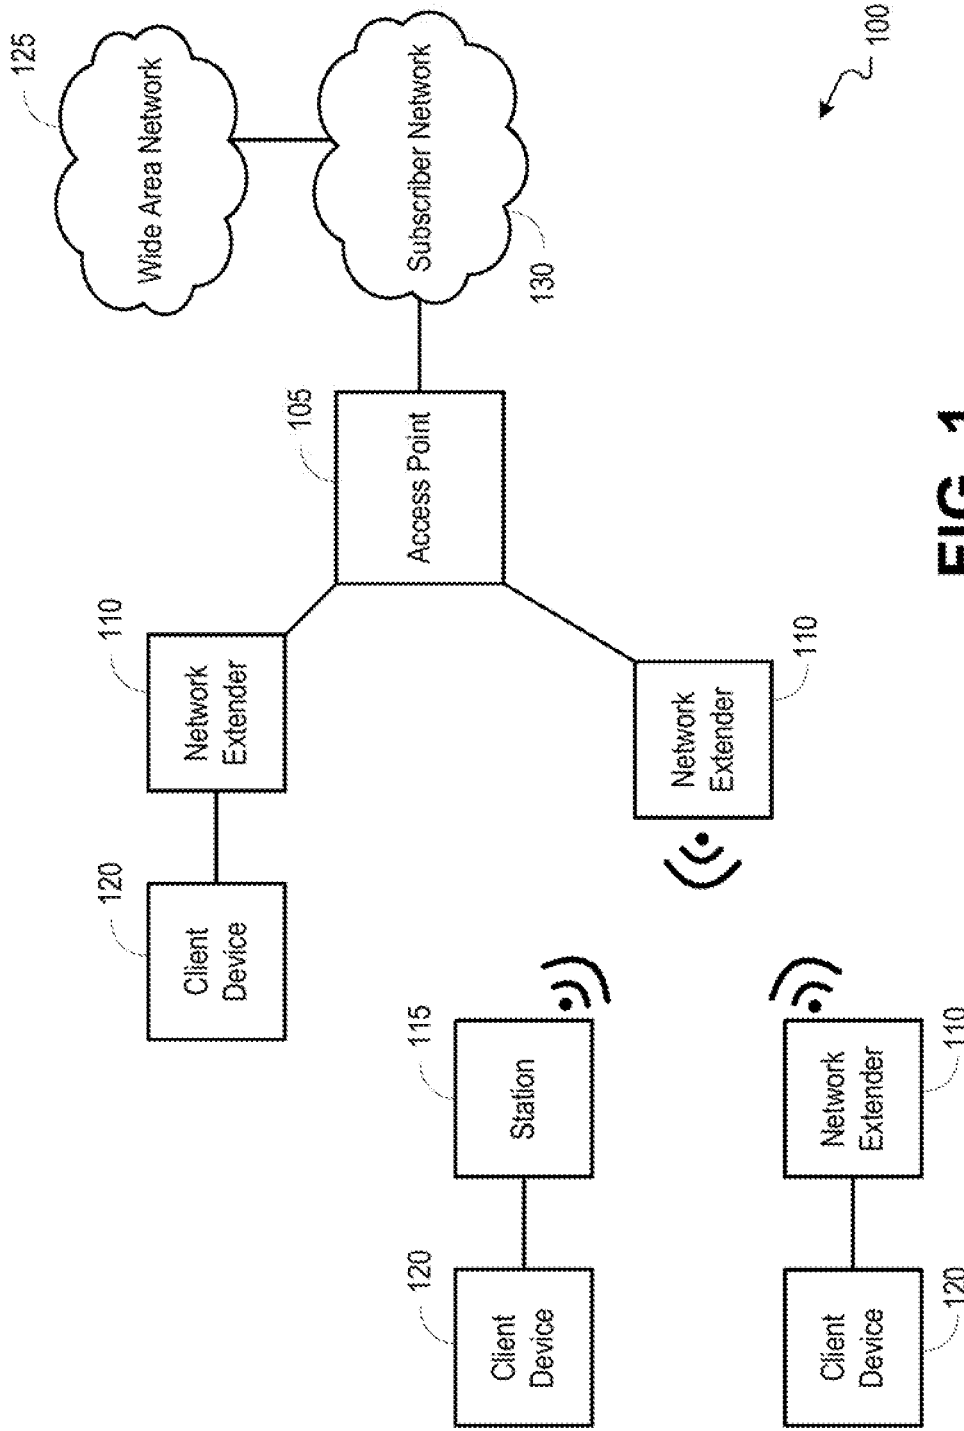 125
Wide Area Network
Subscriber Network
130
100
105
Access Point
110
Network
Extender
110
Network
Extender
120
Client
Device
115
Station
110
Network
Extender
120
Client
Device
120
Client
Device
FIG. 1